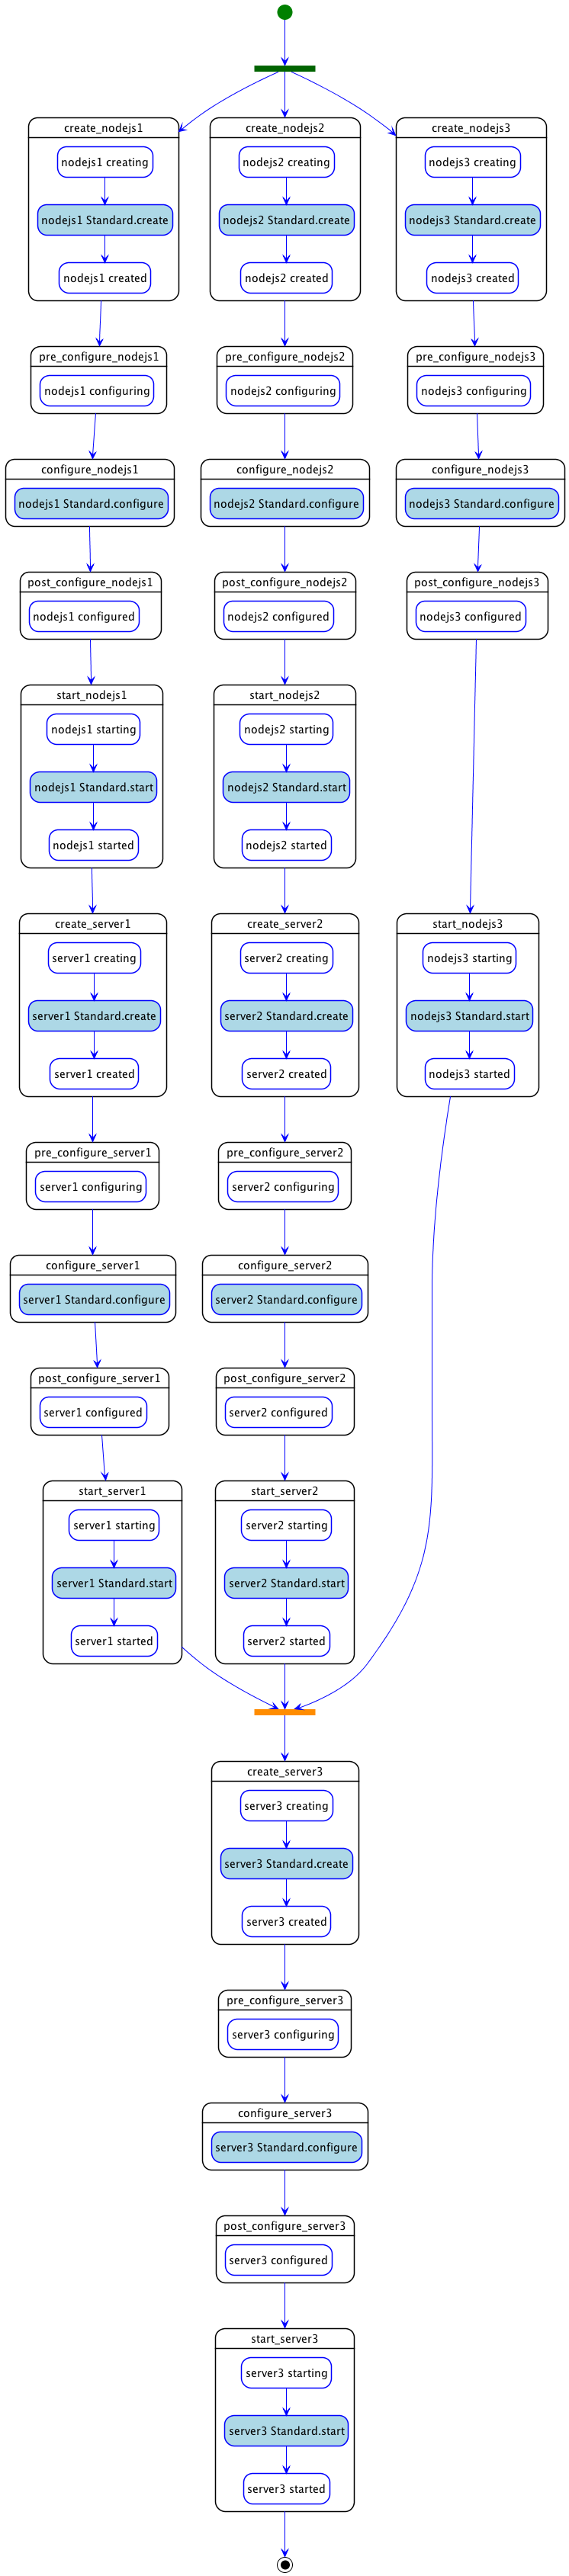 create_nodejs1
nodejs1 creating
nodejs1 Standard.create
nodejs1 created
create_nodejs2
nodejs2 creating
nodejs2 Standard.create
nodejs2 created
create_nodejs3
nodejs3 creating
nodejs3 Standard.create
nodejs3 created
pre_configure_nodejs1
nodejs1 configuring
pre_configure_nodejs2
nodejs2 configuring
pre_configure_nodejs3
nodejs3 configuring
configure_nodejs1
nodejs1 Standard.configure
configure_nodejs2
nodejs2 Standard.configure
configure_nodejs3
nodejs3 Standard.configure
post_configure_nodejs1
nodejs1 configured
post_configure_nodejs2
nodejs2 configured
post_configure_nodejs3
nodejs3 configured
start_nodejs1
nodejs1 starting
nodejs1 Standard.start
nodejs1 started
start_nodejs2
nodejs2 starting
nodejs2 Standard.start
nodejs2 started
create_server1
server1 creating
server1 Standard.create
server1 created
create_server2
server2 creating
server2 Standard.create
server2 created
start_nodejs3
nodejs3 starting
nodejs3 Standard.start
nodejs3 started
pre_configure_server1
server1 configuring
pre_configure_server2
server2 configuring
configure_server1
server1 Standard.configure
configure_server2
server2 Standard.configure
post_configure_server1
server1 configured
post_configure_server2
server2 configured
start_server1
server1 starting
server1 Standard.start
server1 started
start_server2
server2 starting
server2 Standard.start
server2 started
create_server3
server3 creating
server3 Standard.create
server3 created
pre_configure_server3
server3 configuring
configure_server3
server3 Standard.configure
post_configure_server3
server3 configured
start_server3
server3 starting
server3 Standard.start
server3 started